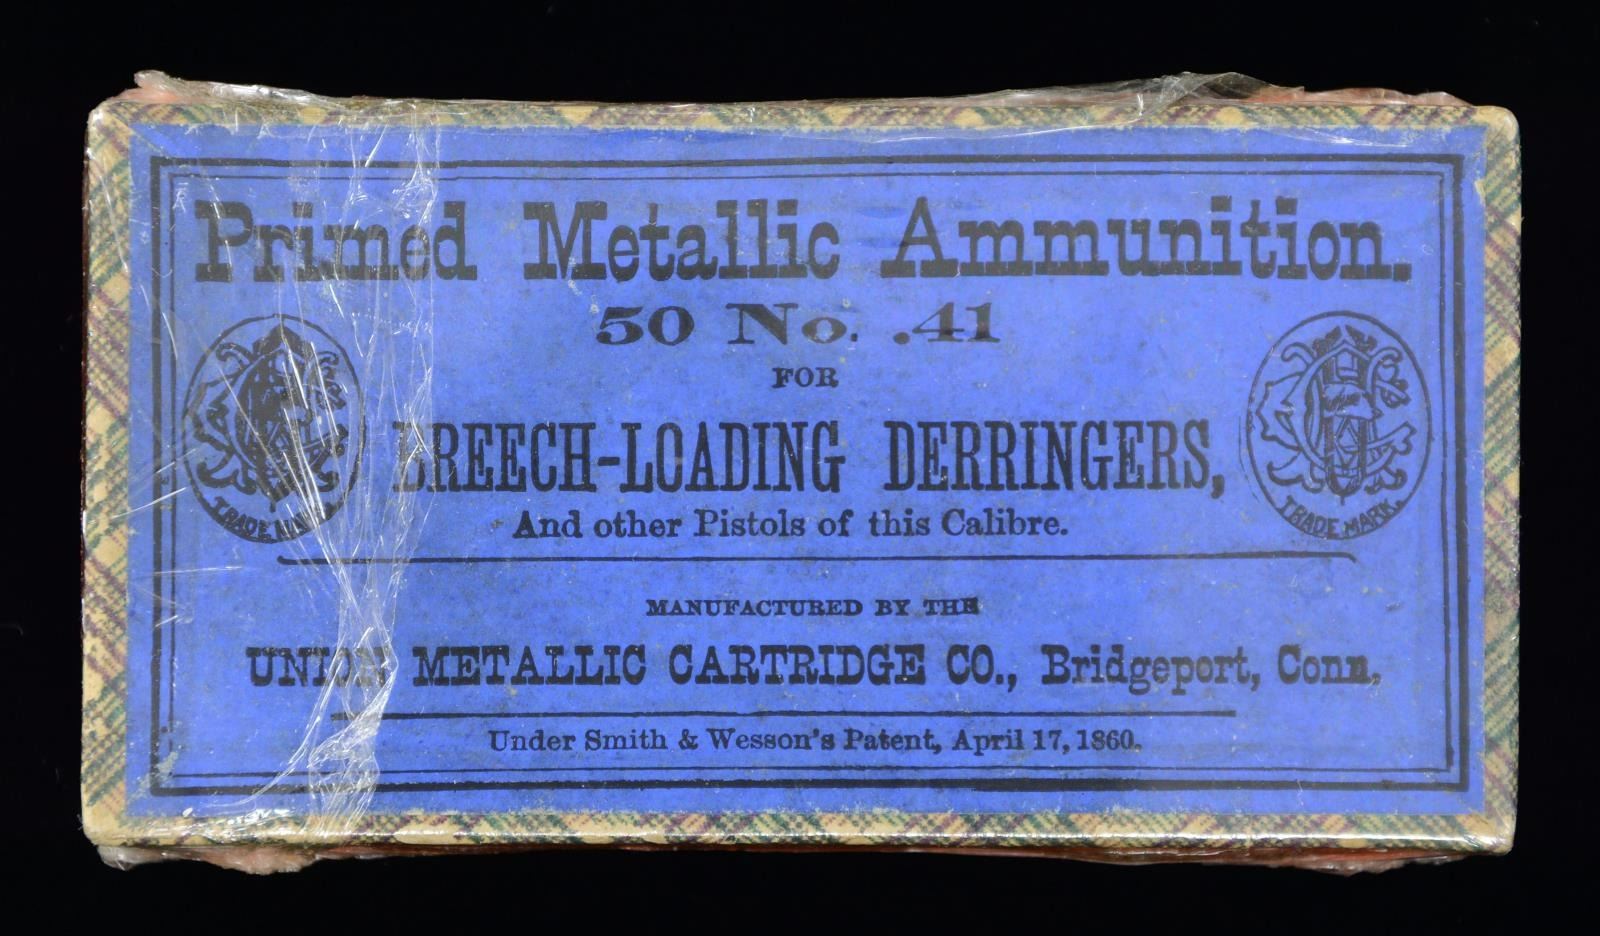 Primed Metallic Ammunition.
50 No. .41
FOR
BREECH-LOADING DERRINGERS,
And other Pistols of this Calibre.
TRADE MARK.
TRADE MARK.
MANUFACTURED BY THE
UNION METALLIC CARTRIDGE CO., Bridgeport, Conn,
Under Smith & Wesson's Patent, April 17, 1860.